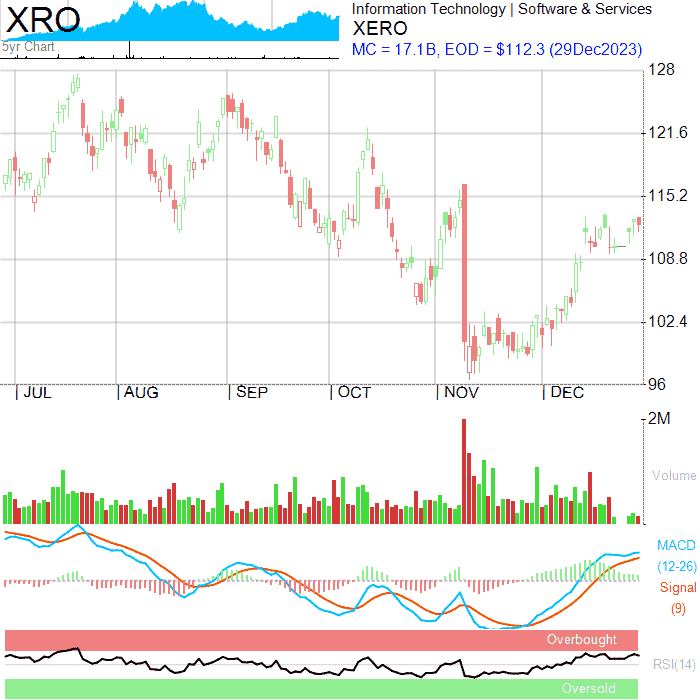 XRO
5yr Chart
Information Technology | Software & Services
XERO
MC = 17.1B, EOD = $112.3 (29Dec2023)
128
121.6
115.2
108.8
102.4
96
| JUL | AUG | SEP | OCT | NOV | DEC
2M
Volume
MACD
(12-26)
Signal
(9)
Overbought
RSI(14)
Oversold